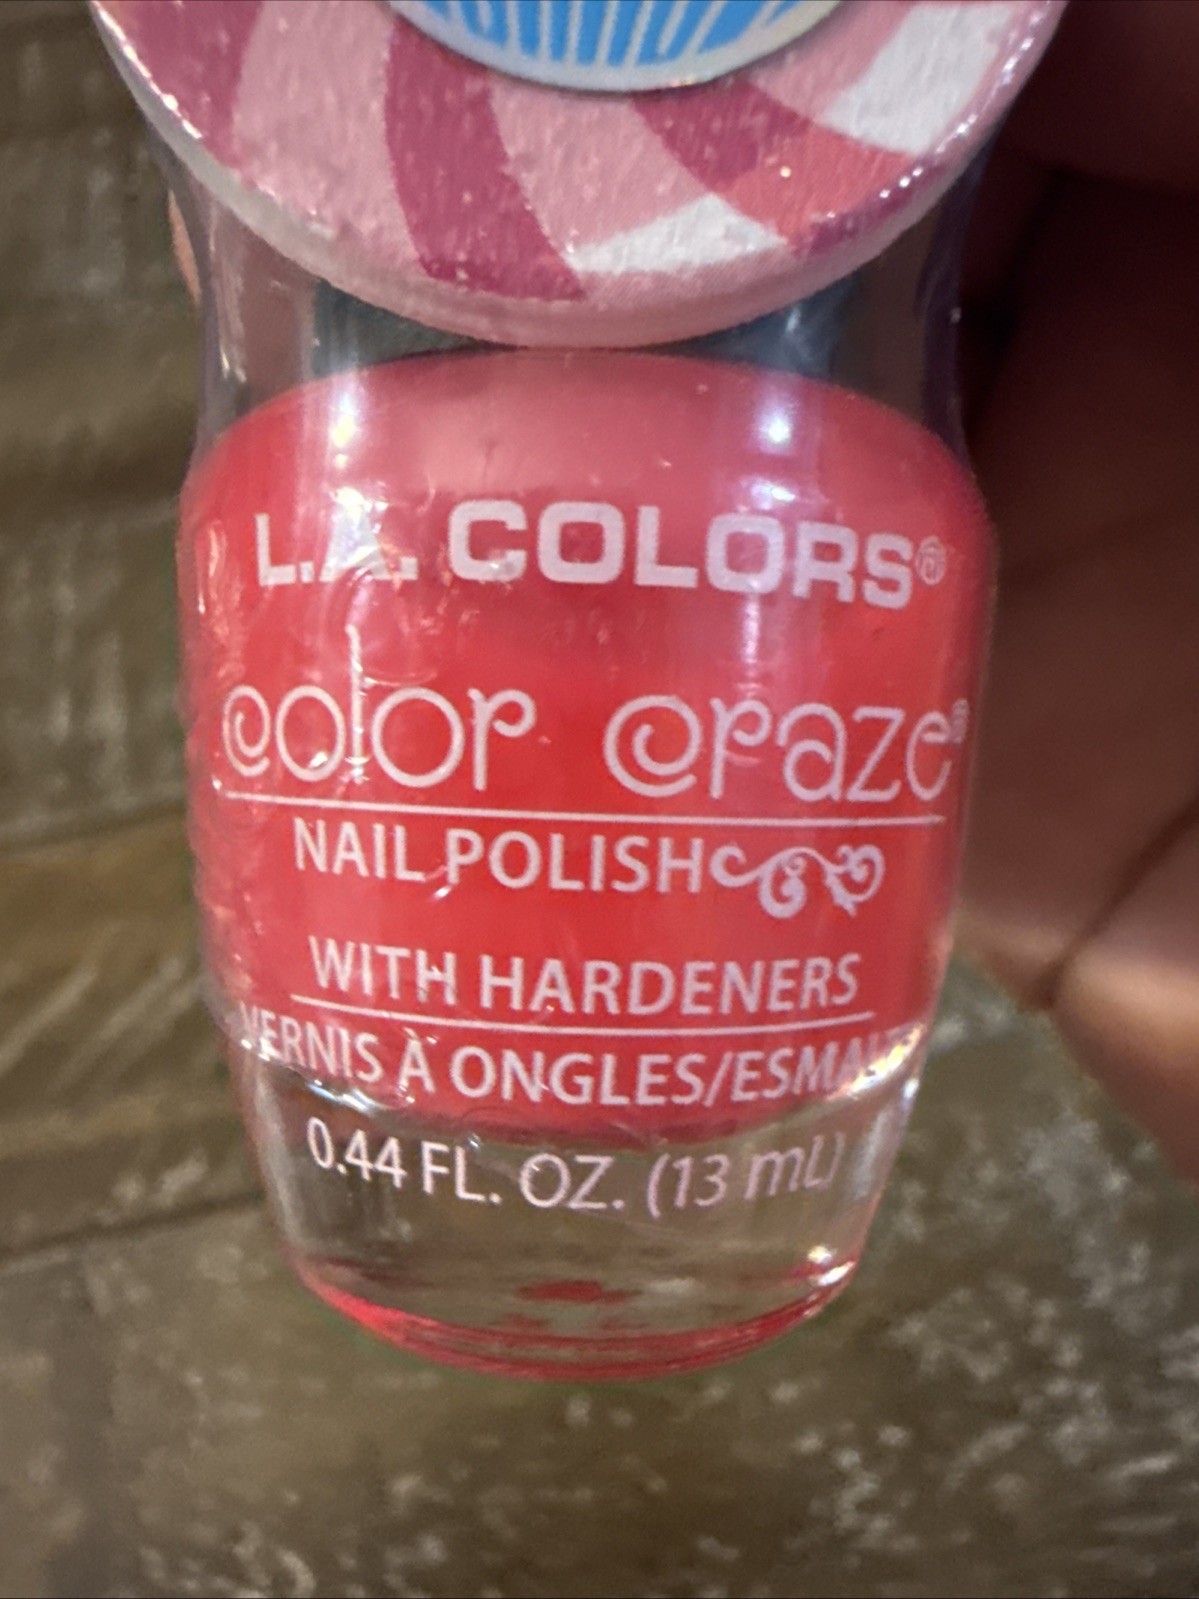 L.A. COLORS®
color craze®
NAIL POLISH
WITH HARDENERS
VERNIS À ONGLES/ESMALTE
0.44 FL. OZ. (13 mL)